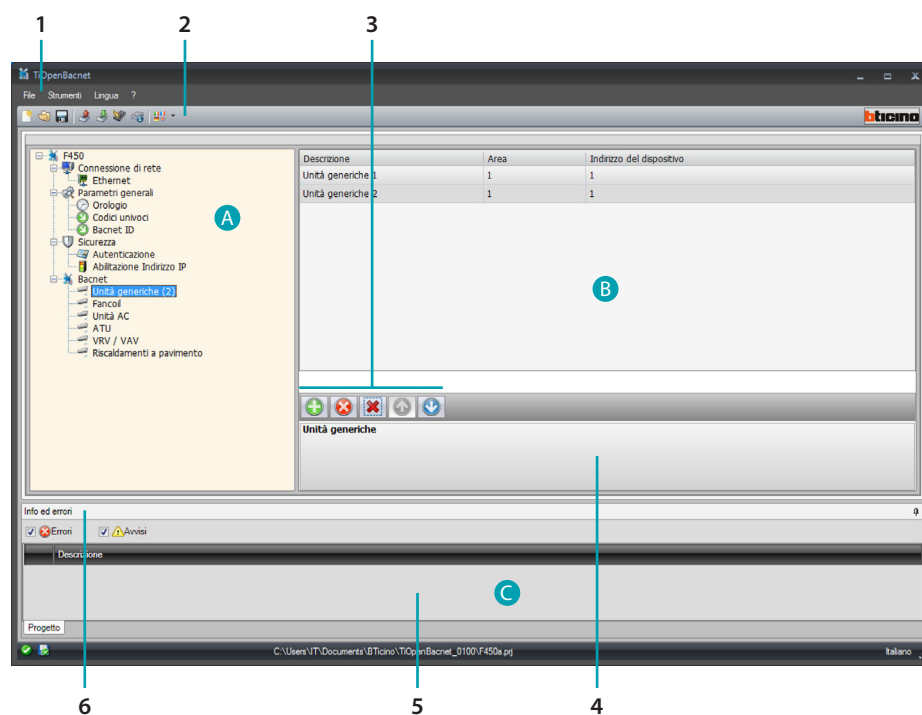 1 2 3
TiOpenBacnet
File Strumenti Lingua ?
bticino
F450
Connessione di rete
Ethernet
Parametri generali
Orologio
Codici univoci
Bacnet ID
Sicurezza
Autenticazione
Abilitazione Indirizzo IP
Bacnet
Unità generiche (2)
Fancoil
Unità AC
ATU
VRV / VAV
Riscaldamenti a pavimento
A
Descrizione Area Indirizzo del dispositivo
Unità generiche 1 1 1
Unità generiche 2 1 1
B
Unità generiche
Info ed errori
Errori Avvisi
Descrizione
C
Progetto
C:\Users\IT\Documents\BTicino\TiOpenBacnet_0100\F450a.prj Italiano
6 5 4